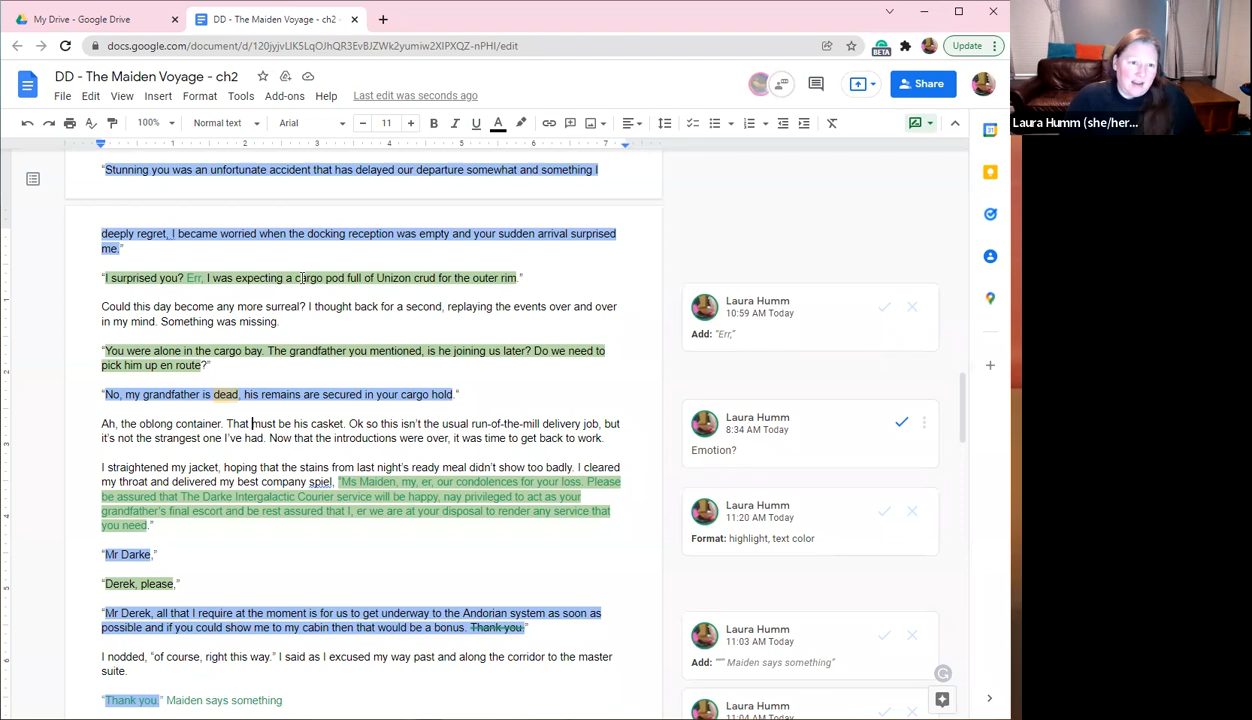 My Drive - Google Drive
DD - The Maiden Voyage - ch2 -
docs.google.com/document/d/120jyjvLIK5LqOJhQR3EvBJZWk2yumiw2XIPXQZ-nPHI/edit
BETA
Update
Laura Humm (she/her...
DD - The Maiden Voyage - ch2
File Edit View Insert Format Tools Add-ons Help Last edit was seconds ago
Share
100% Normal text Arial 11
1 2 3 4 5 6 7
“Stunning you was an unfortunate accident that has delayed our departure somewhat and something I
deeply regret, I became worried when the docking reception was empty and your sudden arrival surprised
me.”
“I surprised you? Err, I was expecting a cargo pod full of Unizon crud for the outer rim.”
Could this day become any more surreal? I thought back for a second, replaying the events over and over
in my mind. Something was missing.
“You were alone in the cargo bay. The grandfather you mentioned, is he joining us later? Do we need to
pick him up en route?”
“No, my grandfather is dead, his remains are secured in your cargo hold.”
Ah, the oblong container. That must be his casket. Ok so this isn’t the usual run-of-the-mill delivery job, but
it’s not the strangest one I’ve had. Now that the introductions were over, it was time to get back to work.
I straightened my jacket, hoping that the stains from last night’s ready meal didn’t show too badly. I cleared
my throat and delivered my best company spiel, “Ms Maiden, my, er, our condolences for your loss. Please
be assured that The Darke Intergalactic Courier service will be happy, nay privileged to act as your
grandfather’s final escort and be rest assured that I, er we are at your disposal to render any service that
you need.”
“Mr Darke,”
“Derek, please,”
“Mr Derek, all that I require at the moment is for us to get underway to the Andorian system as soon as
possible and if you could show me to my cabin then that would be a bonus. Thank you.”
I nodded, “of course, right this way.” I said as I excused my way past and along the corridor to the master
suite.
“Thank you.” Maiden says something
Laura Humm
10:59 AM Today
Add: “Err,”
Laura Humm
8:34 AM Today
Emotion?
Laura Humm
11:20 AM Today
Format: highlight, text color
Laura Humm
11:03 AM Today
Add: “”” Maiden says something”
Laura Humm
11:04 AM Today
1
2
3
4
5
6